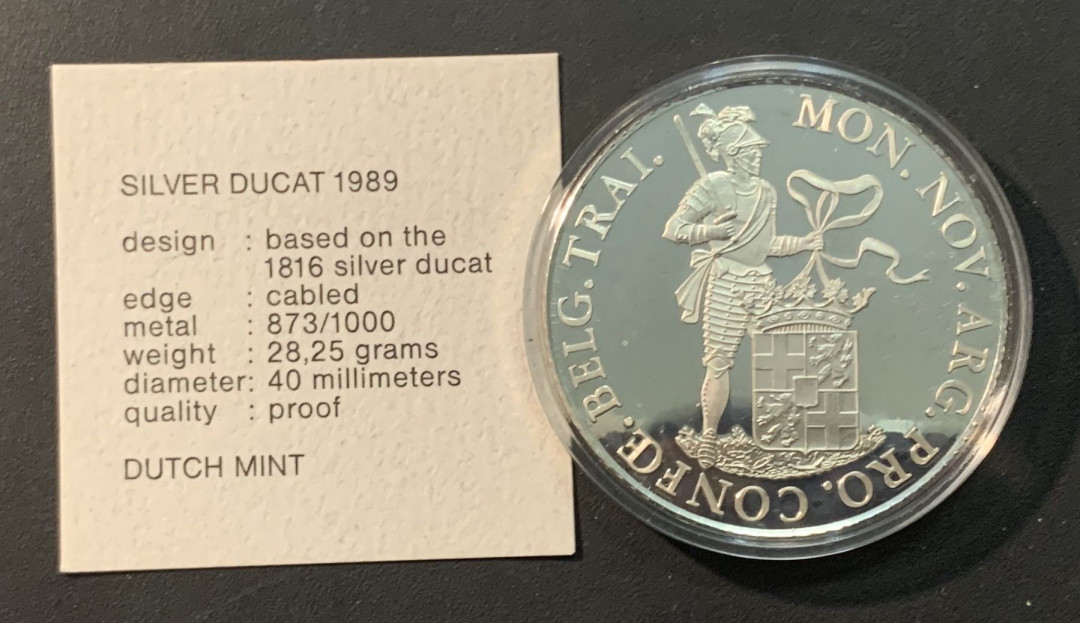 SILVER DUCAT 1989
design : based on the
1816 silver ducat
edge : cabled
metal : 873/1000
weight : 28,25 grams
diameter: 40 millimeters
quality : proof
DUTCH MINT
MON. NOV. ARG. PRO. CONFŒ. BELG. TRAI.